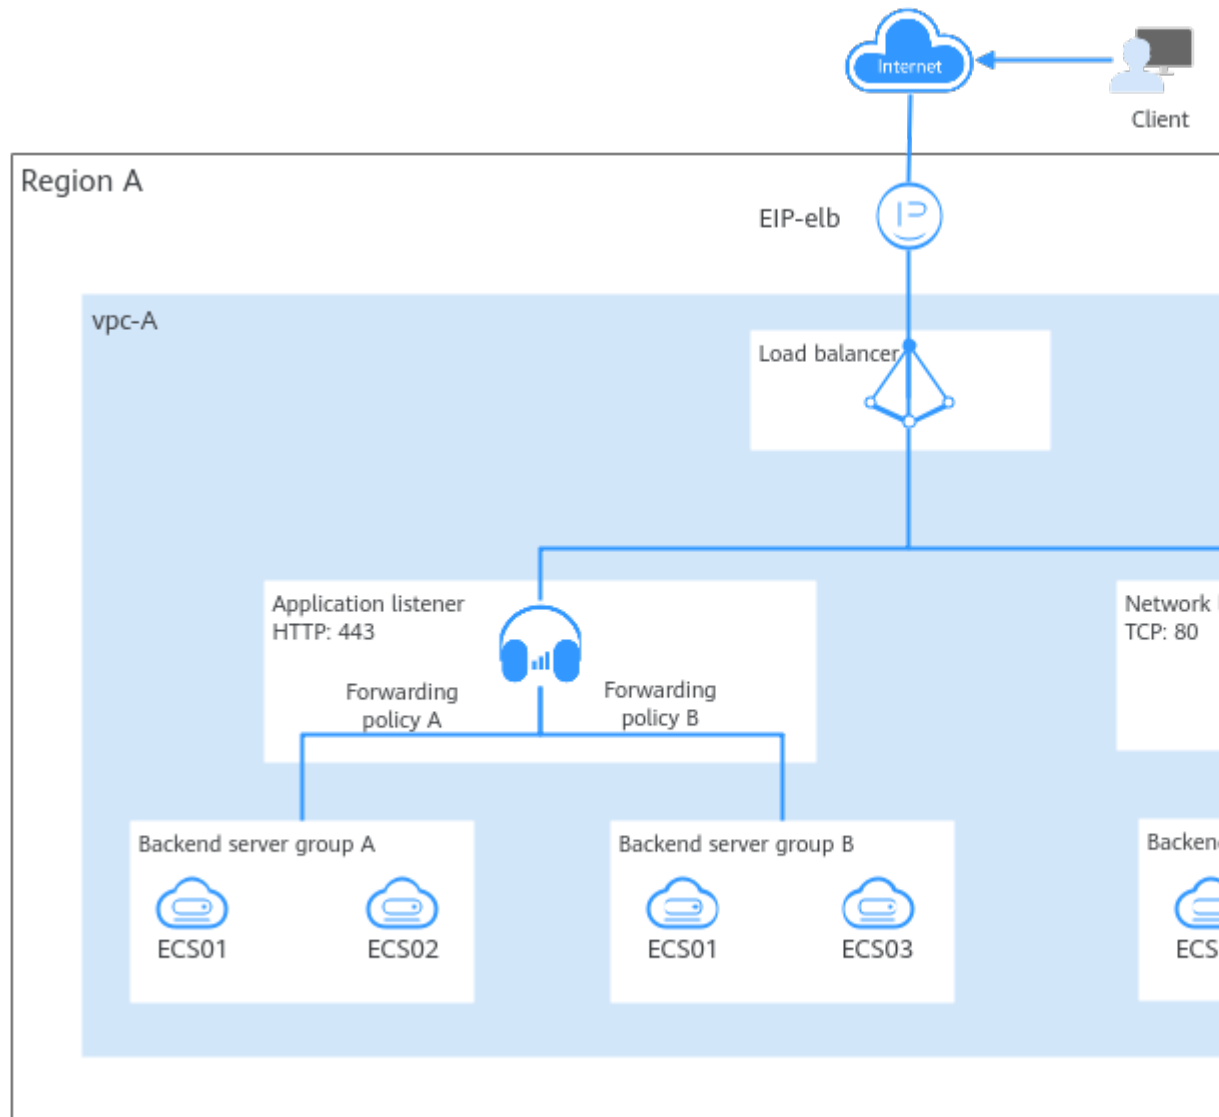 Internet
Client
Region A
EIP-elb
vpc-A
Load balancer
Application listener
HTTP: 443
Network
TCP: 80
Forwarding
policy A
Forwarding
policy B
Backend server group A
Backend server group B
ECS01
ECS02
ECS01
ECS03